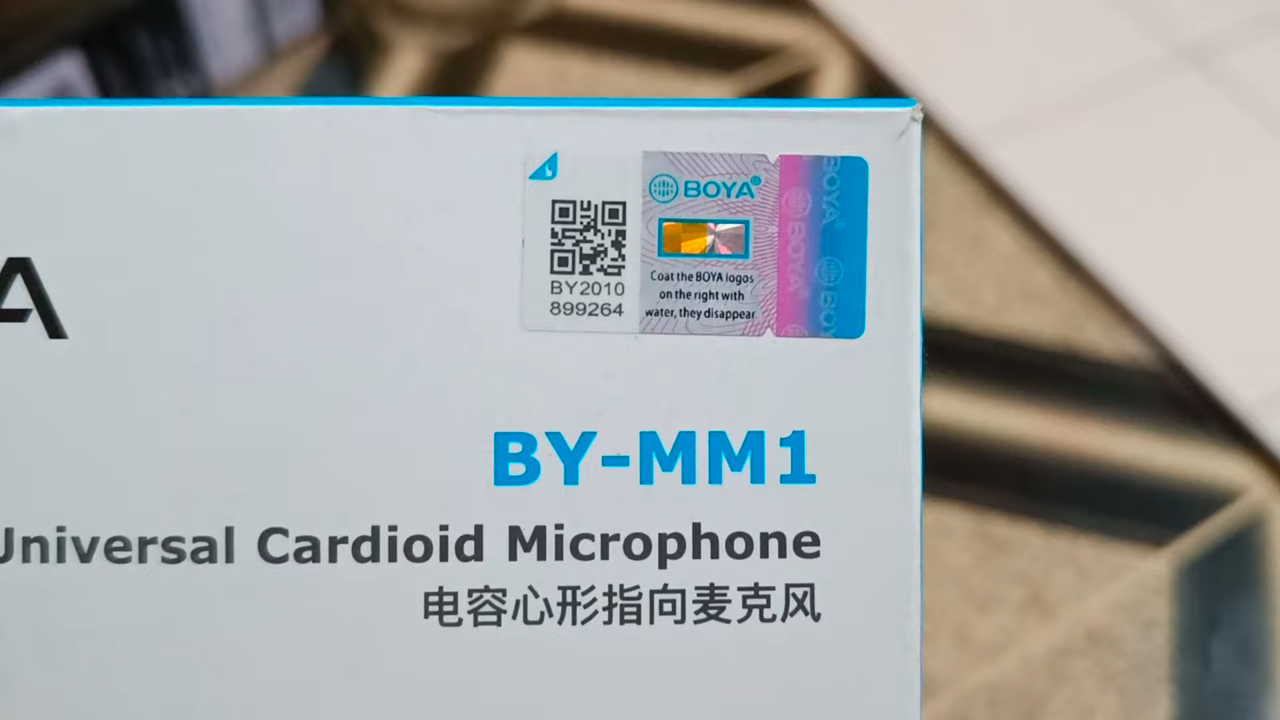 BOYA
BY2010
899264
Coat the BOYA logos
on the right with
water, they disappear
BOYA
BOYA
BOY
A
BY-MM1
Universal Cardioid Microphone
电容心形指向麦克风